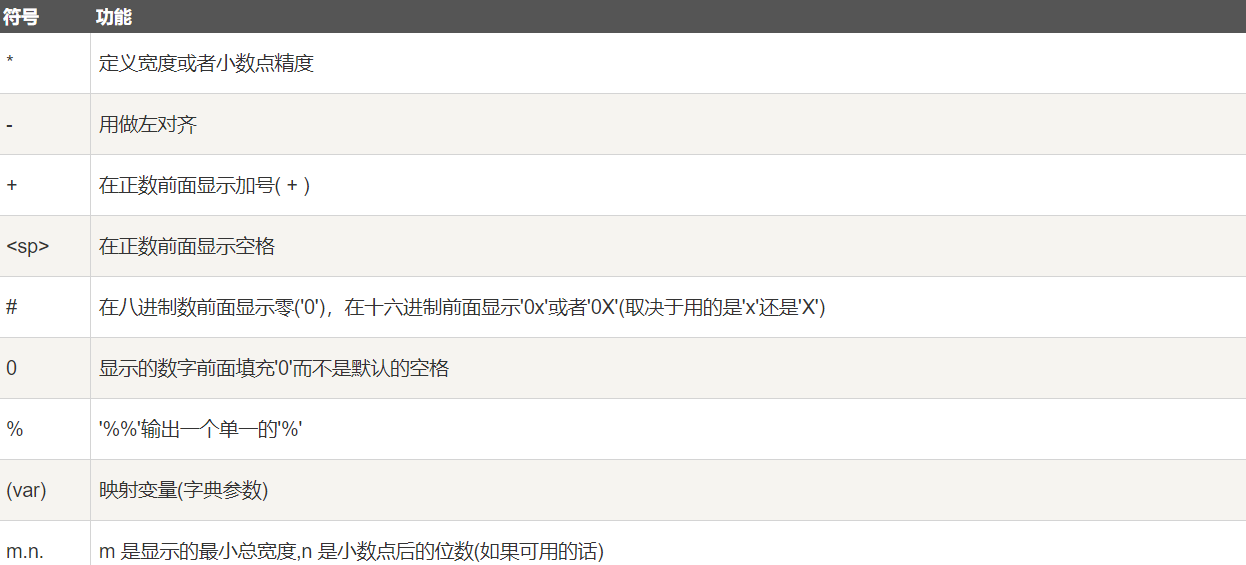 符号 功能
* 定义宽度或者小数点精度
- 用做左对齐
+ 在正数前面显示加号( + )
<sp> 在正数前面显示空格
# 在八进制数前面显示零('0')，在十六进制前面显示'0x'或者'0X'(取决于用的是'x'还是'X')
0 显示的数字前面填充'0'而不是默认的空格
% '%%'输出一个单一的'%'
(var) 映射变量(字典参数)
m.n. m 是显示的最小总宽度,n 是小数点后的位数(如果可用的话)